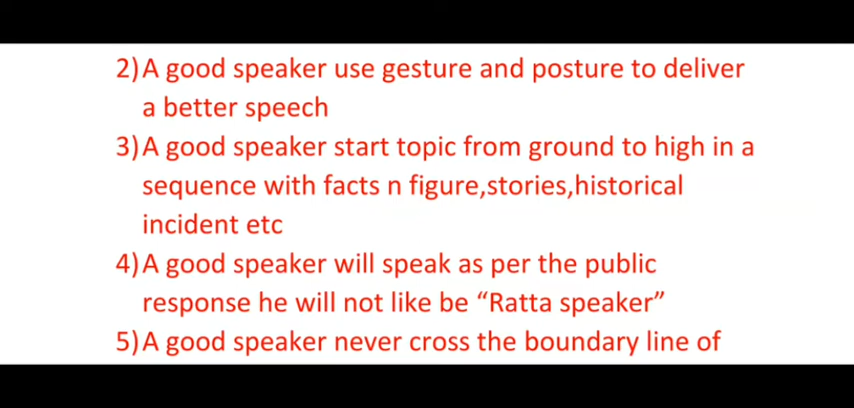 2) A good speaker use gesture and posture to deliver
a better speech
3) A good speaker start topic from ground to high in a
sequence with facts n figure,stories,historical
incident etc
4) A good speaker will speak as per the public
response he will not like be “Ratta speaker”
5) A good speaker never cross the boundary line of